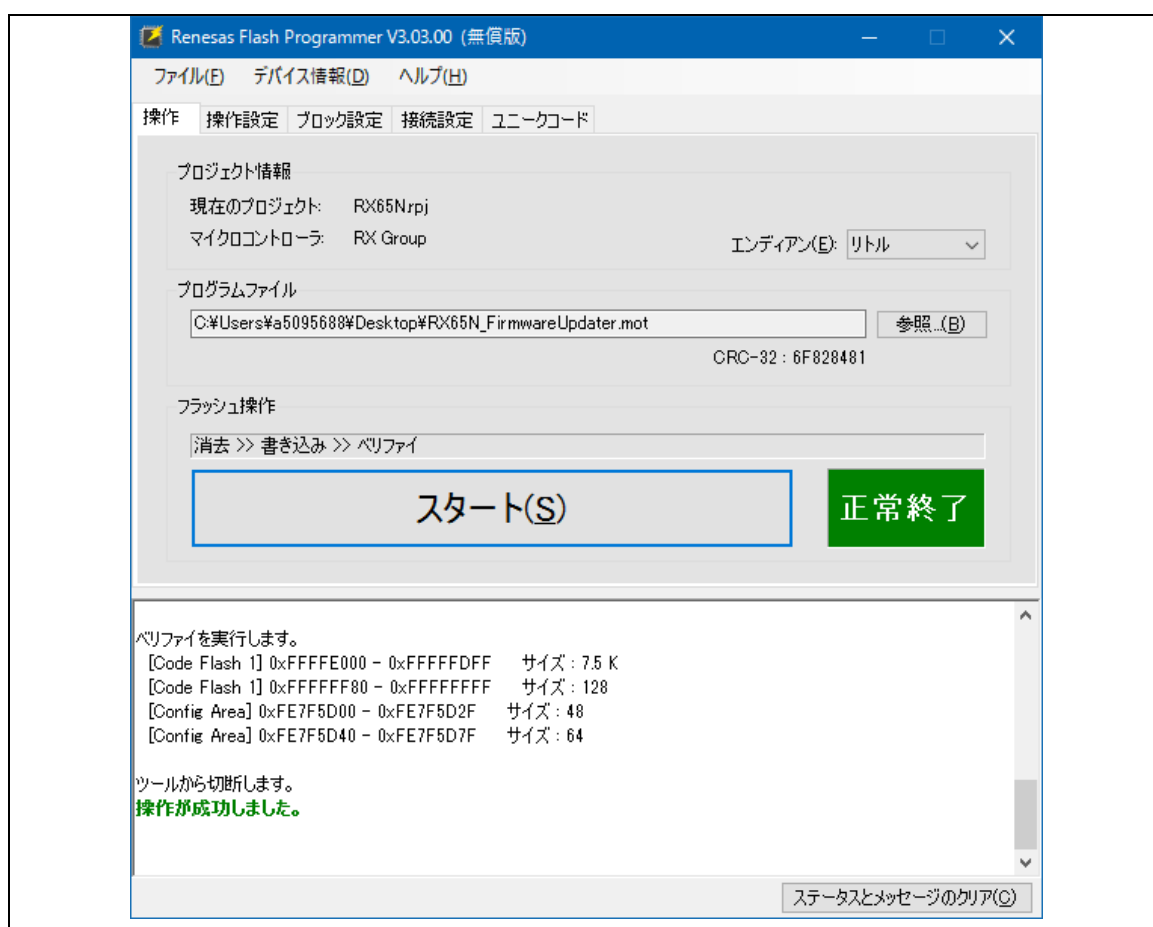 Renesas Flash Programmer V3.03.00 (無償版)
ファイル(F) デバイス情報(D) ヘルプ(H)
操作 操作設定 ブロック設定 接続設定 ユニークコード
プロジェクト情報
現在のプロジェクト: RX65N.rpj
マイクロコントローラ: RX Group
エンディアン(E): リトル
プログラムファイル
C:¥Users¥a5095688¥Desktop¥RX65N_FirmwareUpdater.mot
参照...(B)
CRC-32 : 6F828481
フラッシュ操作
消去 >> 書き込み >> ベリファイ
スタート(S)
正常終了
ベリファイを実行します。
[Code Flash 1] 0xFFFFE000 - 0xFFFFFDFF サイズ : 7.5 K
[Code Flash 1] 0xFFFFFF80 - 0xFFFFFFFF サイズ : 128
[Config Area] 0xFE7F5D00 - 0xFE7F5D2F サイズ : 48
[Config Area] 0xFE7F5D40 - 0xFE7F5D7F サイズ : 64
ツールから切断します。
操作が成功しました。
ステータスとメッセージのクリア(C)